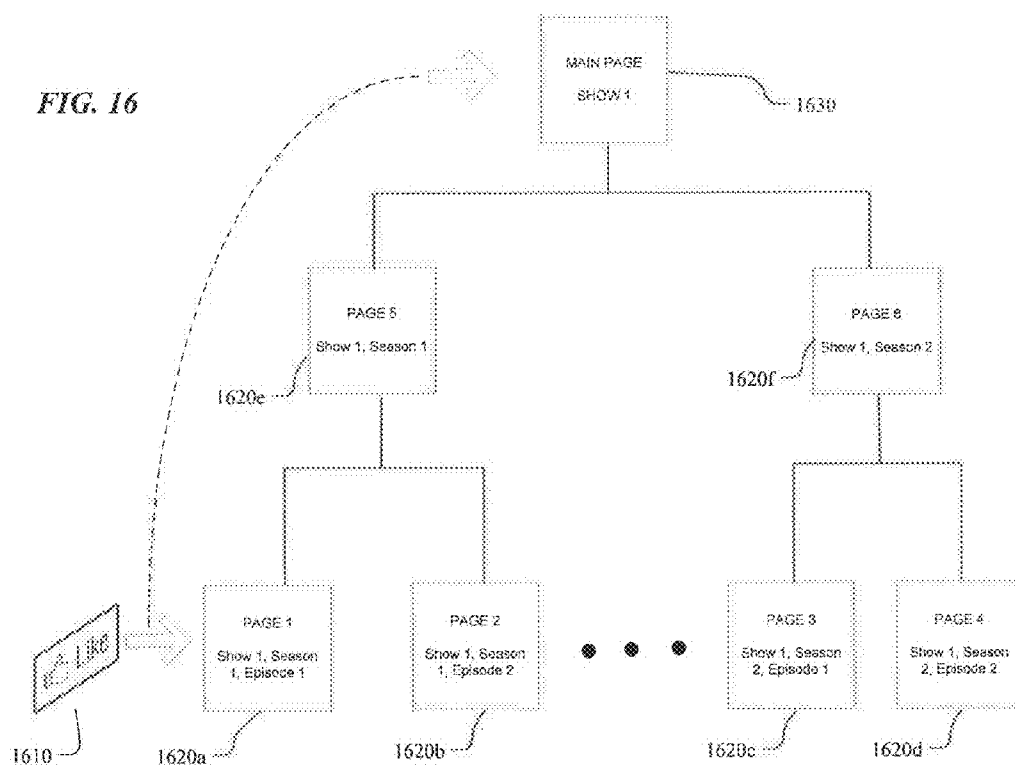 FIG. 16
MAIN PAGE
SHOW 1
1630
PAGE 5
Show 1, Season 1
1620e
PAGE 6
Show 1, Season 2
1620f
Like
1610
PAGE 1
Show 1, Season
1, Episode 1
1620a
PAGE 2
Show 1, Season
1, Episode 2
1620b
PAGE 3
Show 1, Season
2, Episode 1
1620c
PAGE 4
Show 1, Season
2, Episode 2
1620d